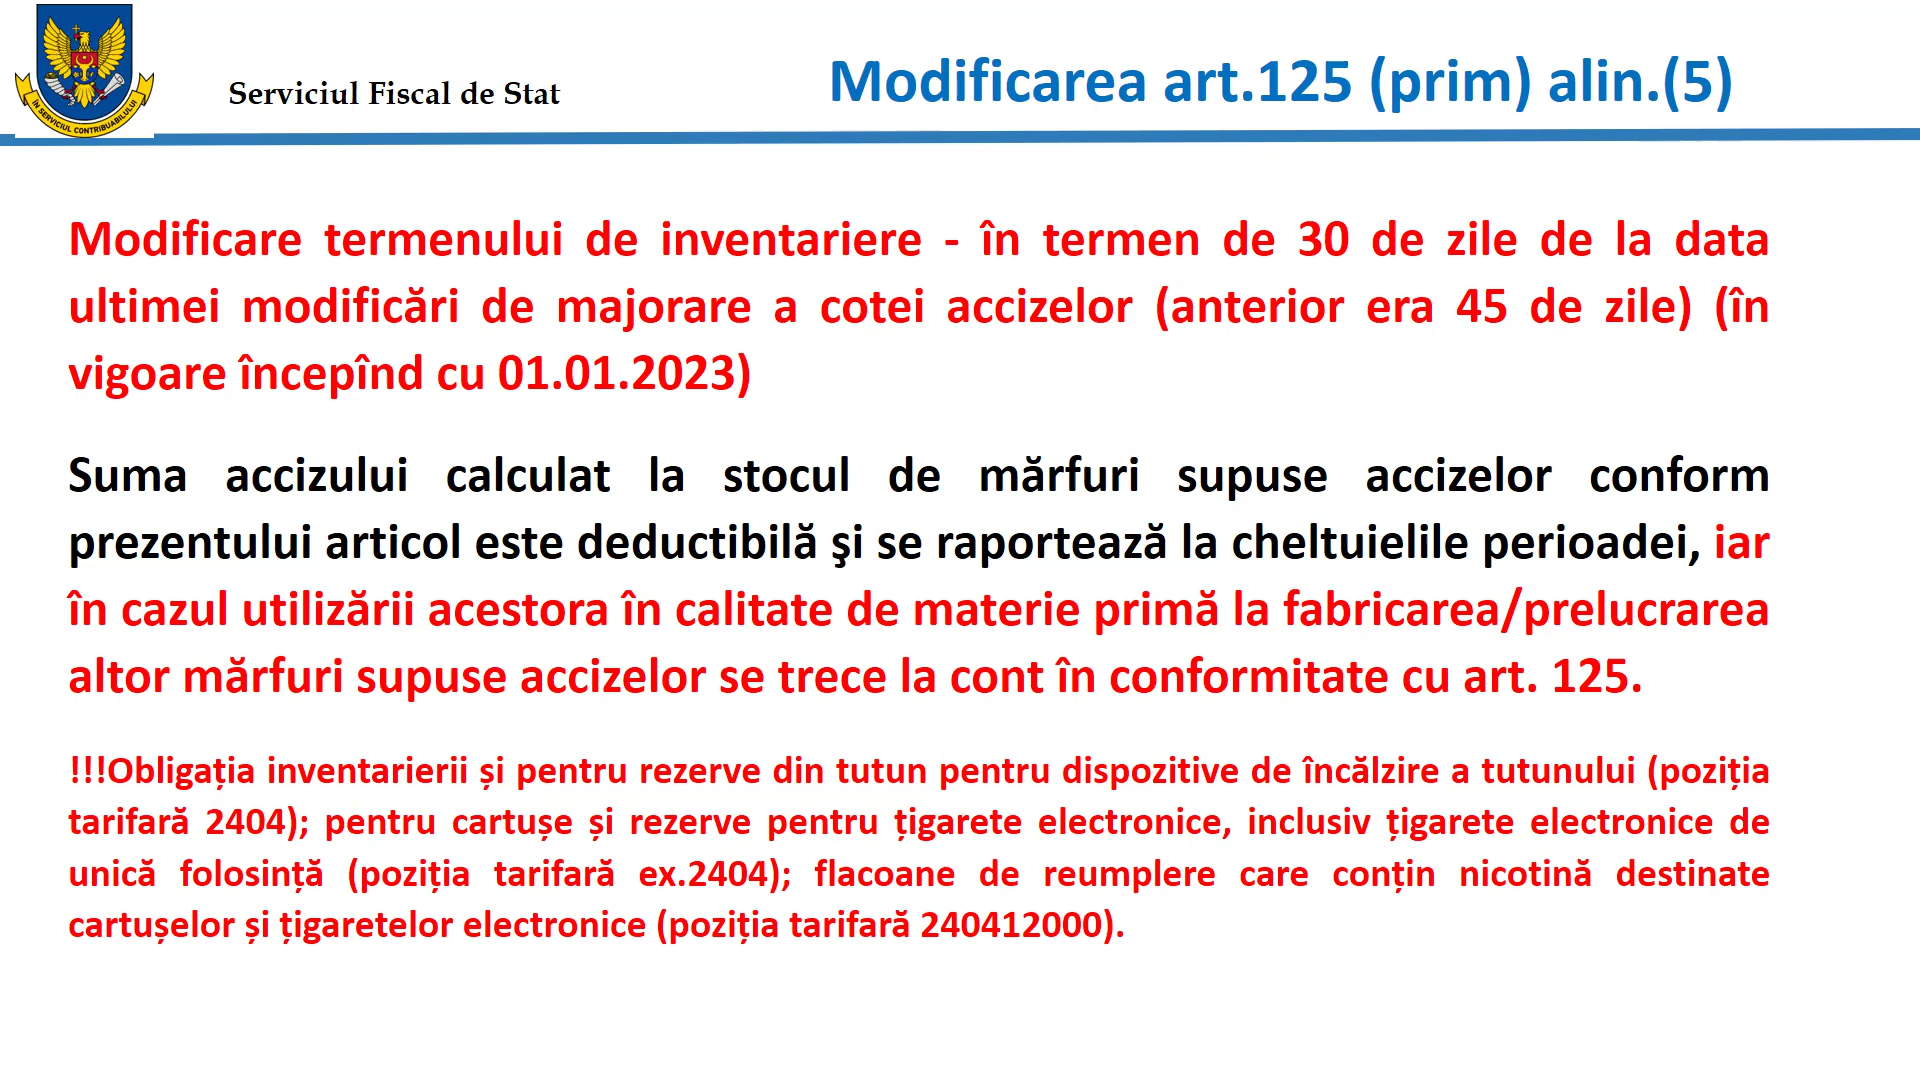 ÎN SERVICIUL CONTRIBUABILULUI
Serviciul Fiscal de Stat
Modificarea art.125 (prim) alin.(5)
Modificare termenului de inventariere - în termen de 30 de zile de la data
ultimei modificări de majorare a cotei accizelor (anterior era 45 de zile) (în
vigoare începînd cu 01.01.2023)
Suma accizului calculat la stocul de mărfuri supuse accizelor conform
prezentului articol este deductibilă şi se raportează la cheltuielile perioadei, iar
în cazul utilizării acestora în calitate de materie primă la fabricarea/prelucrarea
altor mărfuri supuse accizelor se trece la cont în conformitate cu art. 125.
!!!Obligația inventarierii și pentru rezerve din tutun pentru dispozitive de încălzire a tutunului (poziția
tarifară 2404); pentru cartușe și rezerve pentru țigarete electronice, inclusiv țigarete electronice de
unică folosință (poziția tarifară ex.2404); flacoane de reumplere care conțin nicotină destinate
cartușelor și țigaretelor electronice (poziția tarifară 240412000).